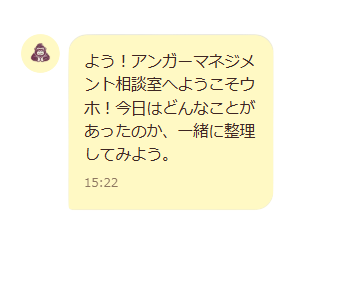 よう！アンガーマネジメ
ント相談室へようこそウ
ホ！今日はどんなことが
あったのか、一緒に整理
してみよう。
15:22